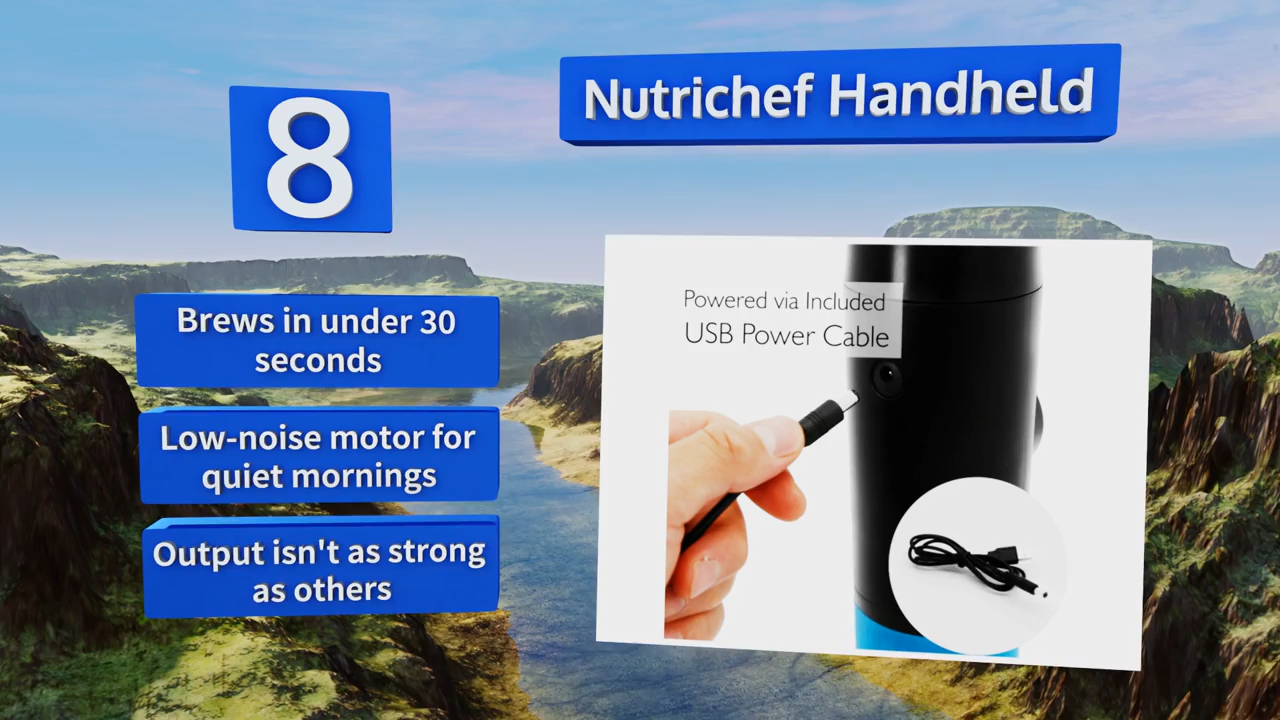 8
Nutrichef Handheld
Brews in under 30
seconds
Low-noise motor for
quiet mornings
Output isn't as strong
as others
Powered via Included
USB Power Cable